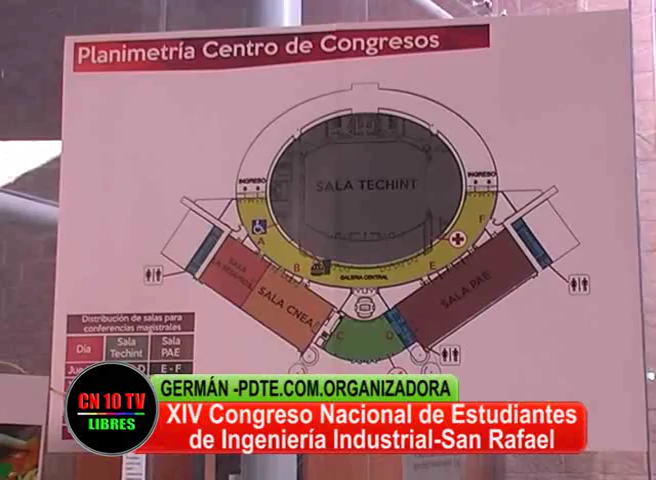 Planimetría Centro de Congresos
INGRESO
INGRESO
SALA TECHINT
A
B
E
F
GALERIA CENTRAL
SALA
SALA CNEA
SALA PAE
C
D
Distribución de salas para
conferencias magistrales
Día
Sala
Techint
Sala
PAE
E - F
CN 10 TV
LIBRES
GERMÁN -PDTE.COM.ORGANIZADORA
XIV Congreso Nacional de Estudiantes
de Ingeniería Industrial-San Rafael